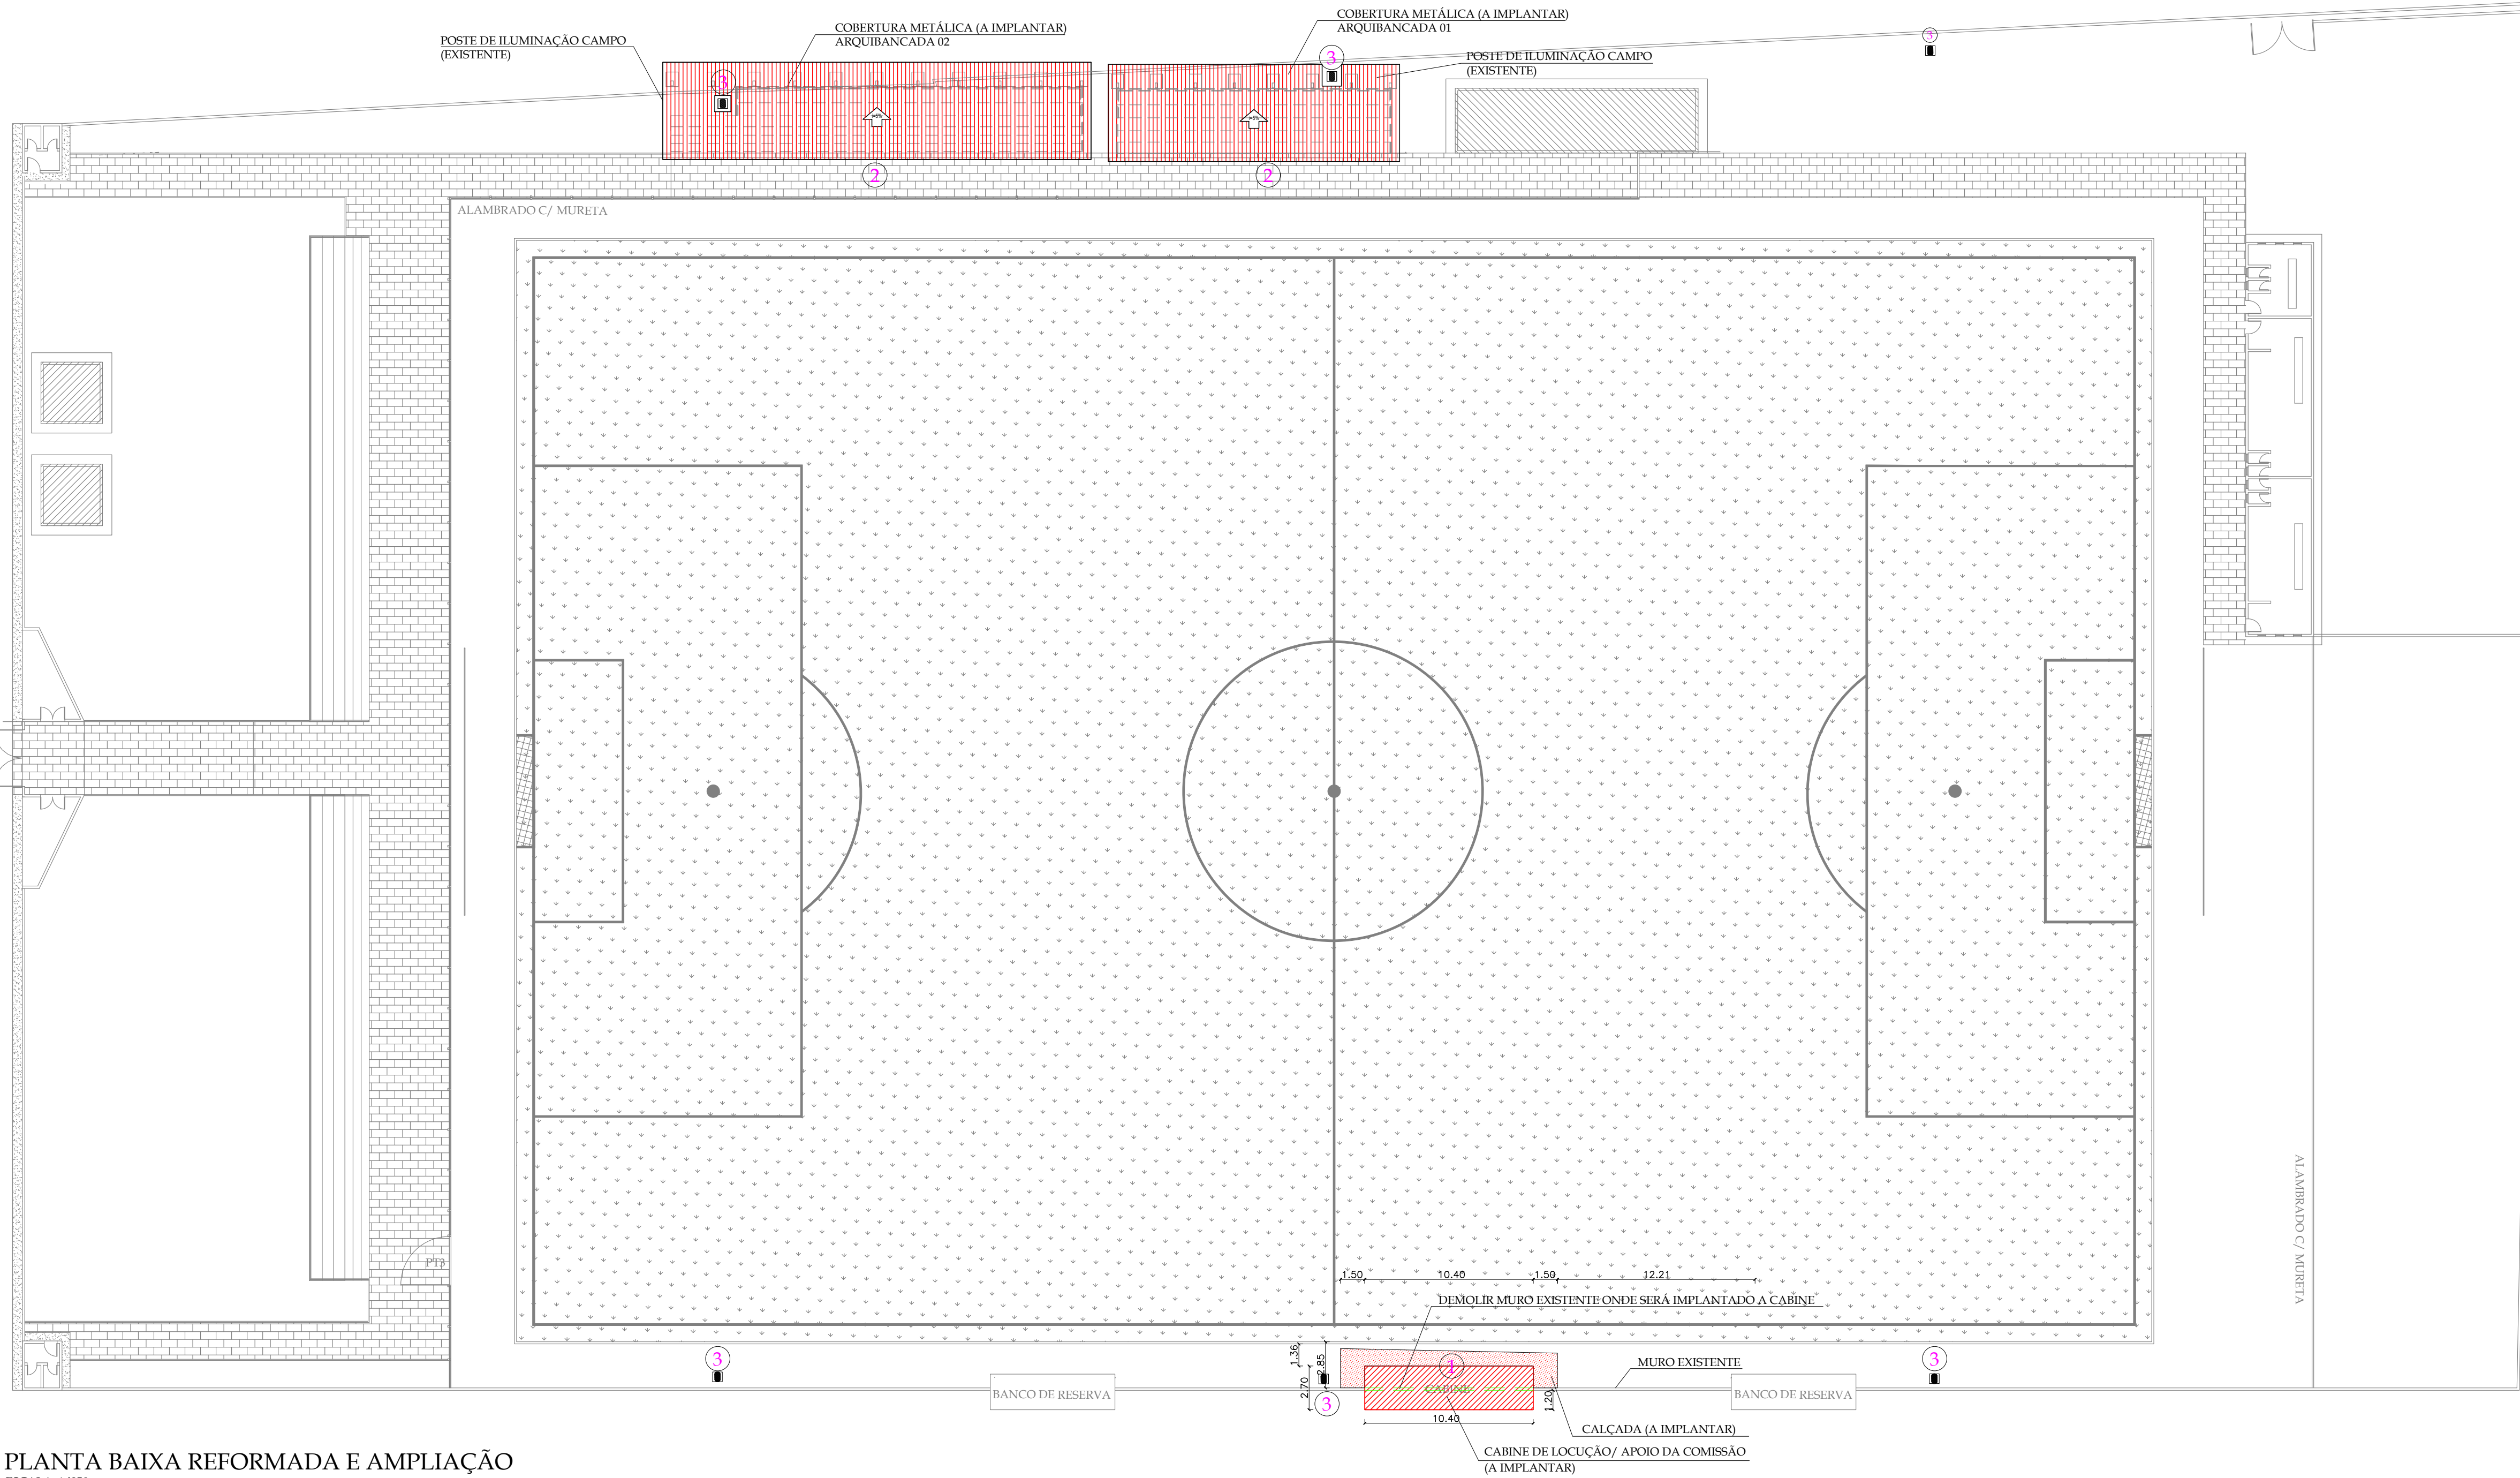 COBERTURA METÁLICA (A IMPLANTAR)
ARQUIBANCADA 01
COBERTURA METÁLICA (A IMPLANTAR)
ARQUIBANCADA 02
POSTE DE ILUMINAÇÃO CAMPO
(EXISTENTE)
POSTE DE ILUMINAÇÃO CAMPO
(EXISTENTE)
3
3
3
i=5%
i=5%
2
2
ALAMBRADO C/ MURETA
ALAMBRADO C/ MURETA
PT3
1.50
10.40
1.50
12.21
DEMOLIR MURO EXISTENTE ONDE SERÁ IMPLANTADO A CABINE
1.36
2.85
2.70
1.20
3
1
3
3
MURO EXISTENTE
BANCO DE RESERVA
CABINE
BANCO DE RESERVA
10.40
CALÇADA (A IMPLANTAR)
CABINE DE LOCUÇÃO/ APOIO DA COMISSÃO
(A IMPLANTAR)
PLANTA BAIXA REFORMADA E AMPLIAÇÃO